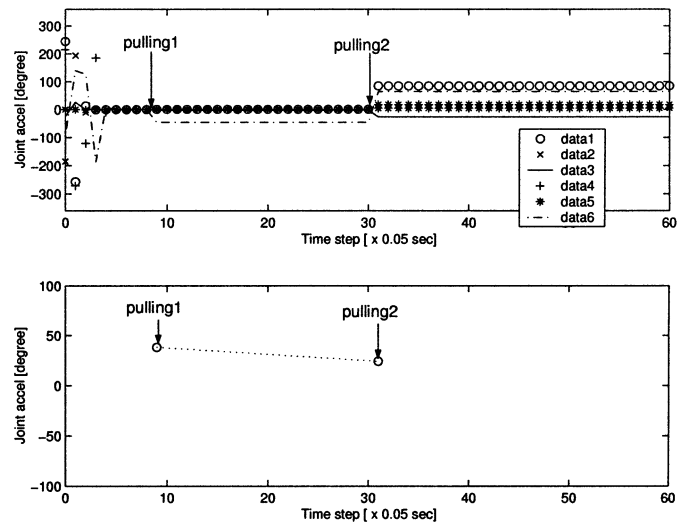 300
200
100
0
−100
−200
−300
Joint accel [degree]
pulling1
pulling2
data1
data2
data3
data4
data5
data6
0 10 20 30 40 50 60
Time step [ x 0.05 sec]
100
50
0
−50
−100
Joint accel [degree]
pulling1
pulling2
0 10 20 30 40 50 60
Time step [ x 0.05 sec]